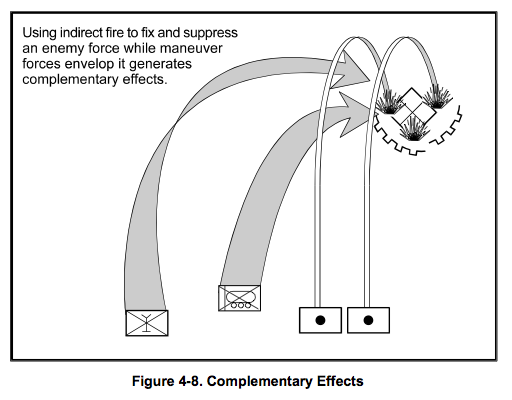 Using indirect fire to fix and suppress
an enemy force while maneuver
forces envelop it generates
complementary effects.
Figure 4-8. Complementary Effects